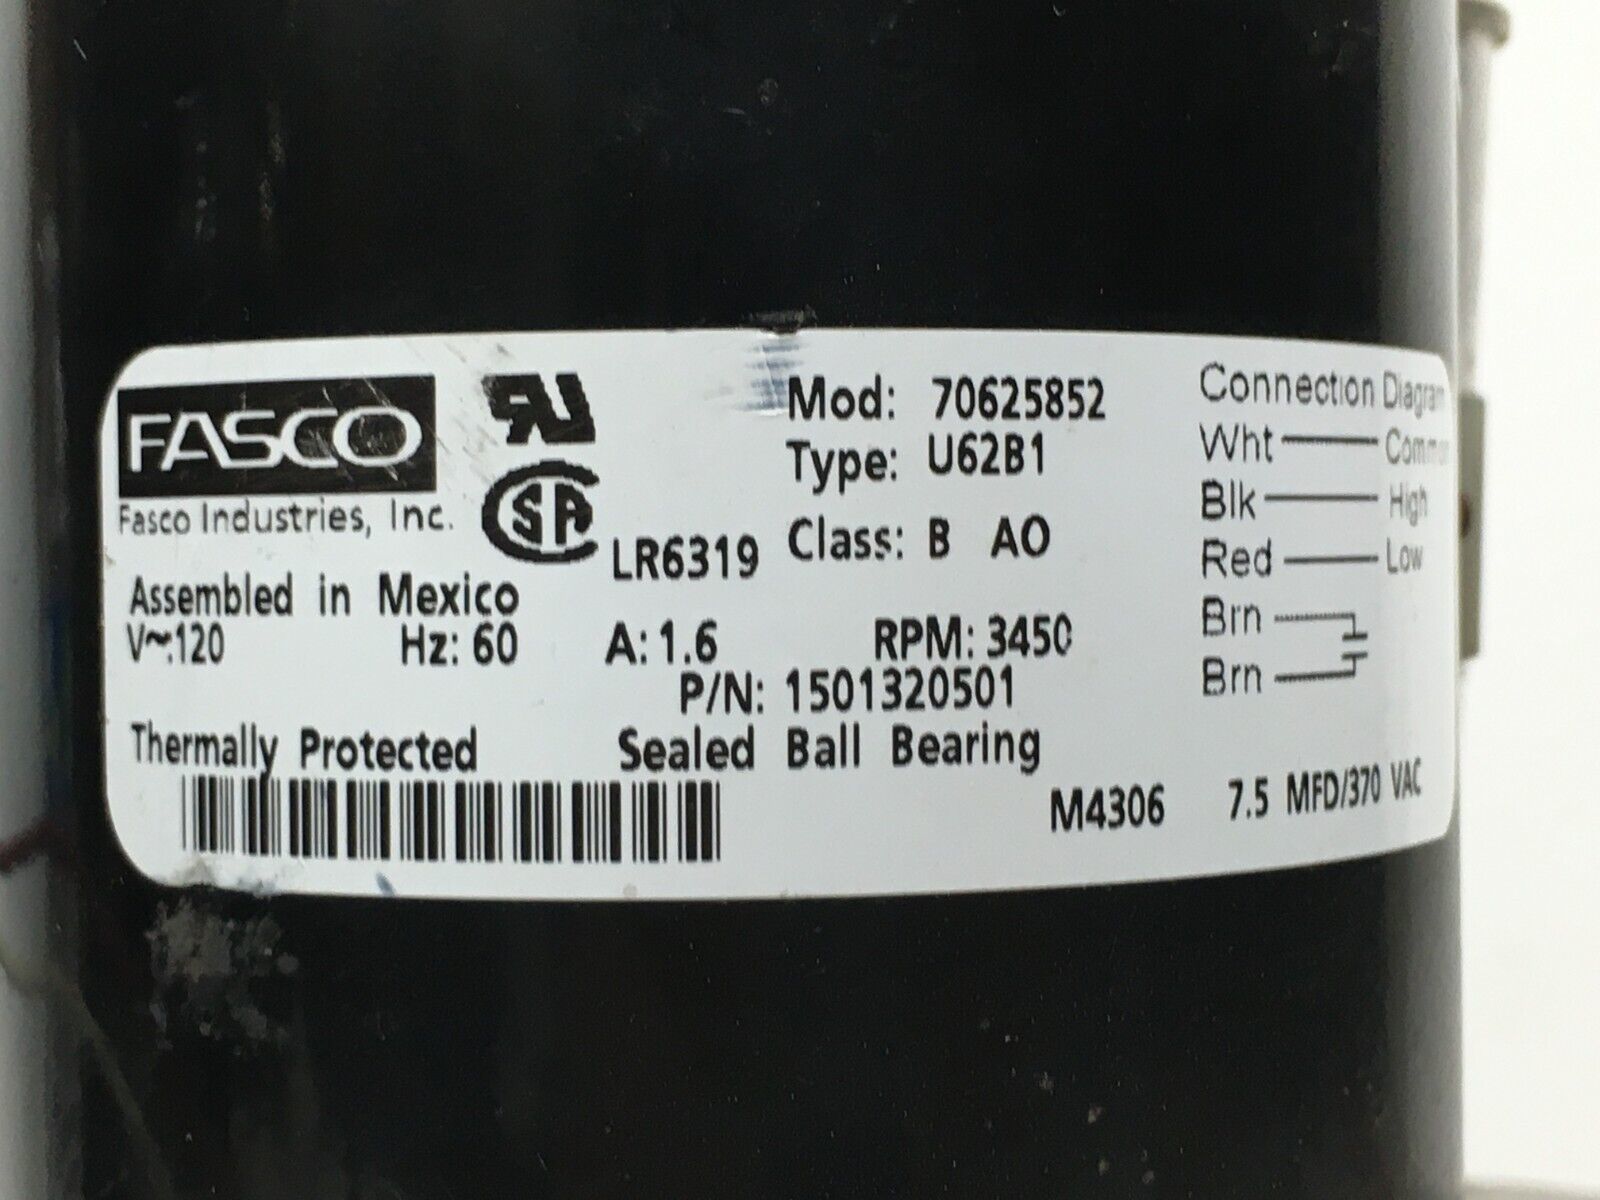 FASCO
Fasco Industries, Inc.
LR6319
Assembled in Mexico
V~:120 Hz: 60 A: 1.6 RPM: 3450
P/N: 1501320501
Thermally Protected Sealed Ball Bearing
Mod: 70625852
Type: U62B1
Class: B AO
M4306 7.5 MFD/370 VAC
Connection Diagram
Wht Common
Blk High
Red Low
Brn
Brn